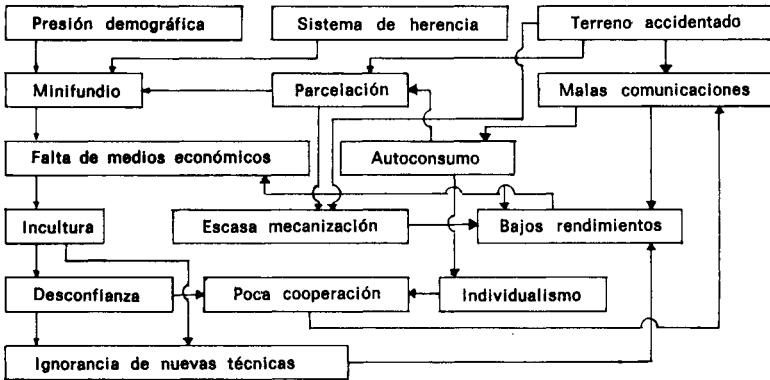 Presión demográfica
Sistema de herencia
Terreno accidentado
Minifundio
Parcelación
Malas comunicaciones
Falta de medios económicos
Autoconsumo
Incultura
Escasa mecanización
Bajos rendimientos
Desconfianza
Poca cooperación
Individualismo
Ignorancia de nuevas técnicas